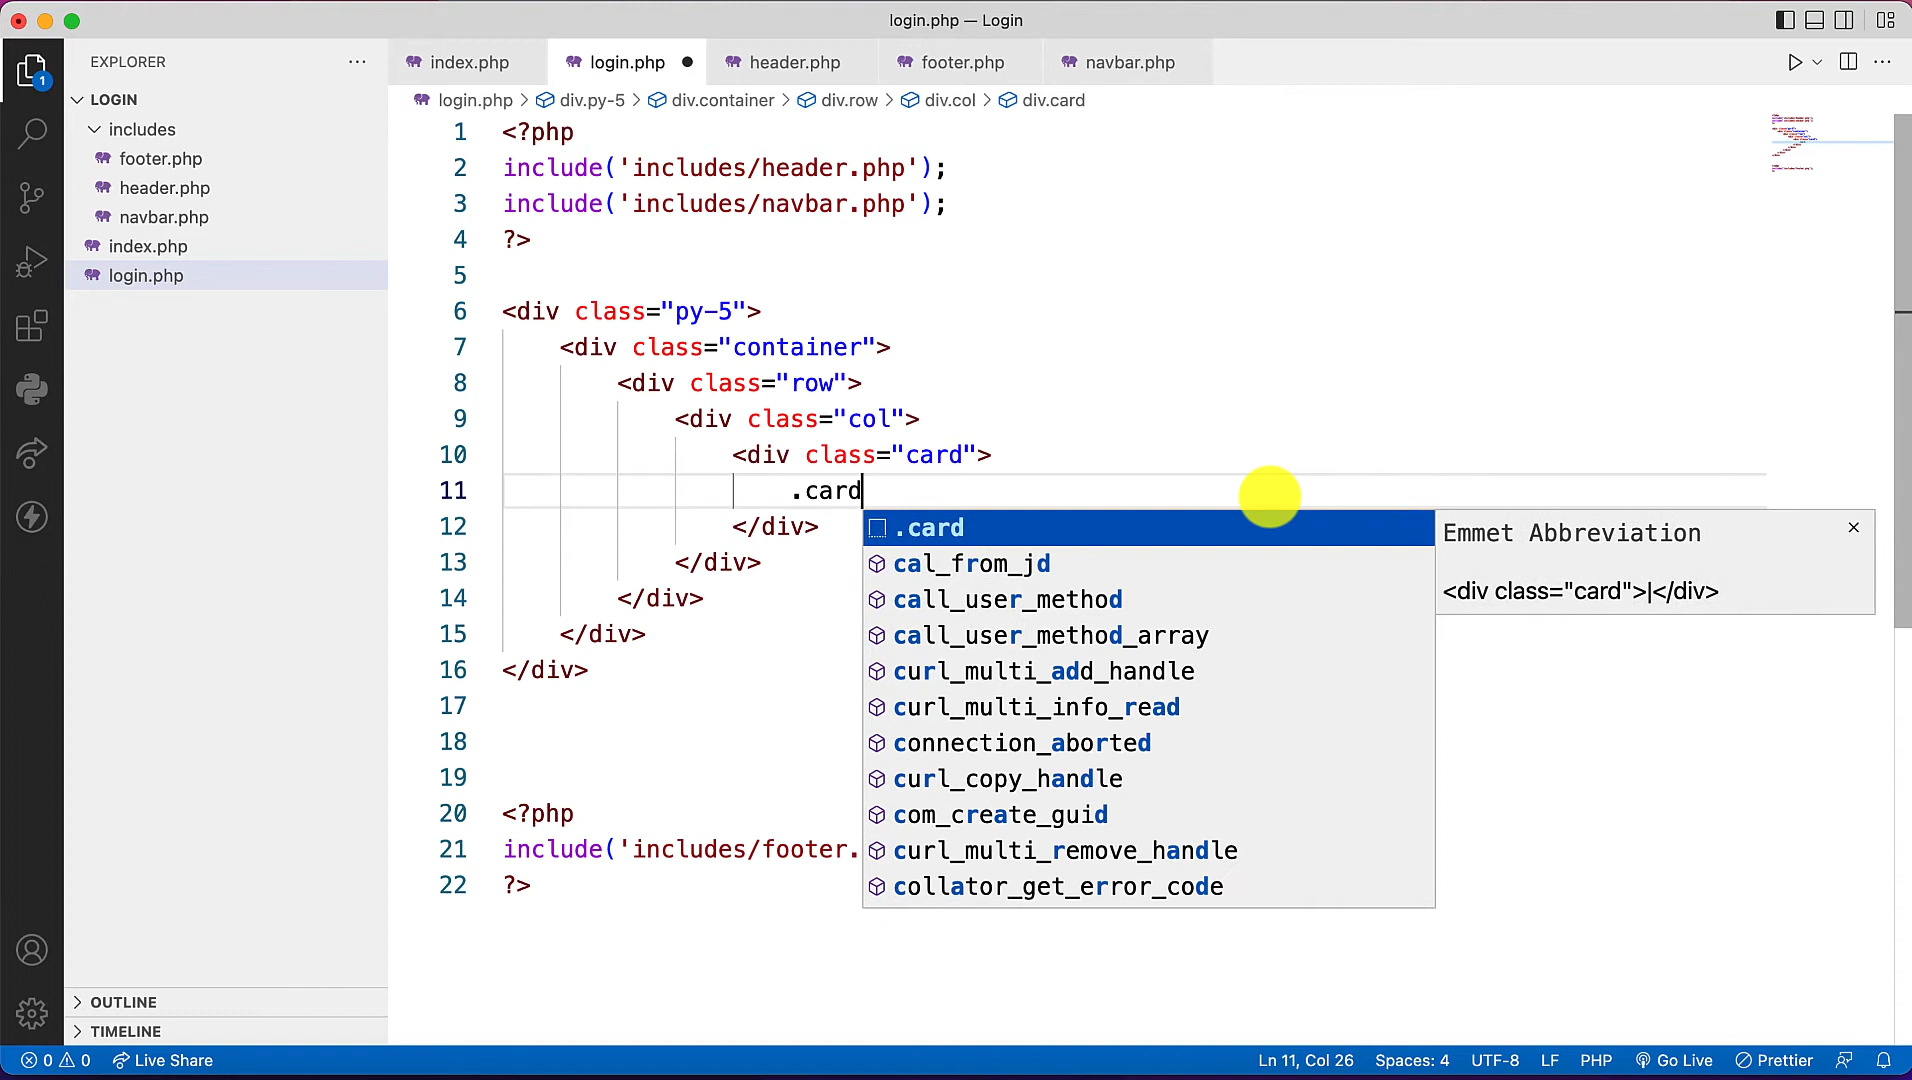 login.php — Login
EXPLORER
LOGIN
includes
footer.php
header.php
navbar.php
index.php
login.php
OUTLINE
TIMELINE
1
index.php
login.php
header.php
footer.php
navbar.php
login.php > div.py-5 > div.container > div.row > div.col > div.card
1 <?php
2 include('includes/header.php');
3 include('includes/navbar.php');
4 ?>
5
6 <div class="py-5">
7 <div class="container">
8 <div class="row">
9 <div class="col">
10 <div class="card">
11 .card
12 </div>
13 </div>
14 </div>
15 </div>
16 </div>
17
18
19
20 <?php
21 include('includes/footer.
22 ?>
.card
cal_from_jd
call_user_method
call_user_method_array
curl_multi_add_handle
curl_multi_info_read
connection_aborted
curl_copy_handle
com_create_guid
curl_multi_remove_handle
collator_get_error_code
Emmet Abbreviation
<div class="card">|</div>
0 0 Live Share
Ln 11, Col 26 Spaces: 4 UTF-8 LF PHP Go Live Prettier